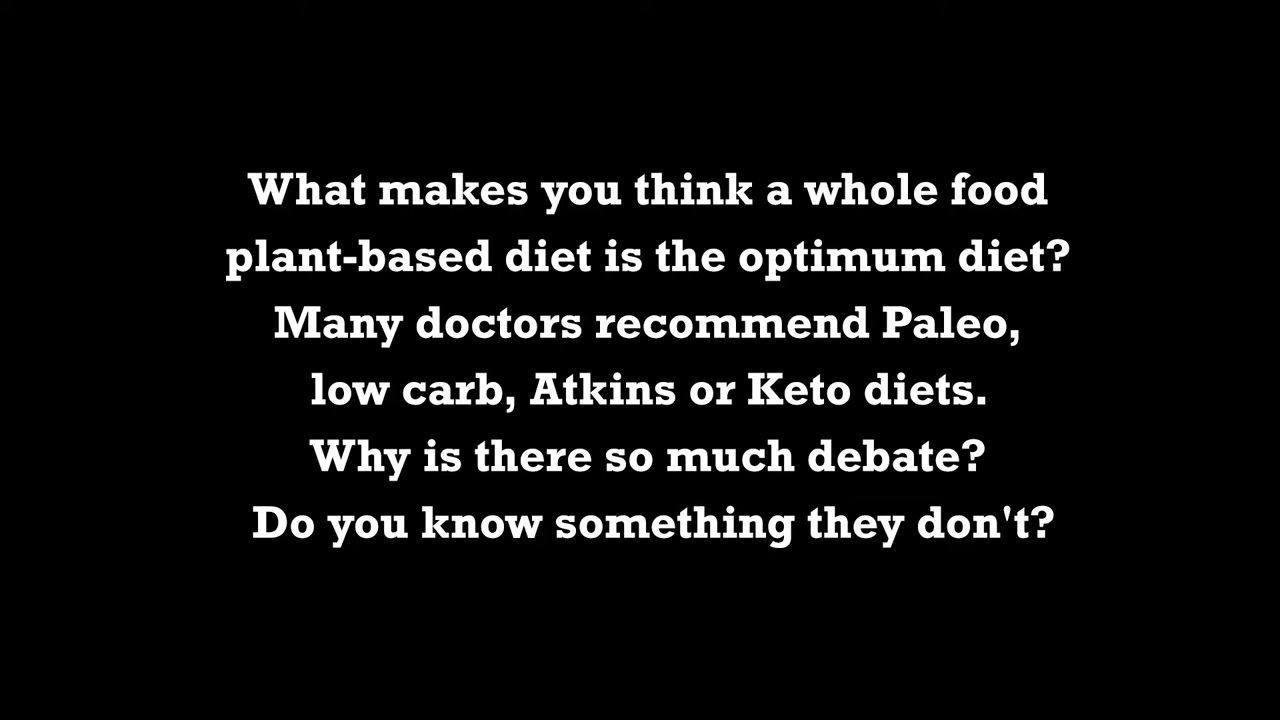 What makes you think a whole food
plant-based diet is the optimum diet?
Many doctors recommend Paleo,
low carb, Atkins or Keto diets.
Why is there so much debate?
Do you know something they don't?